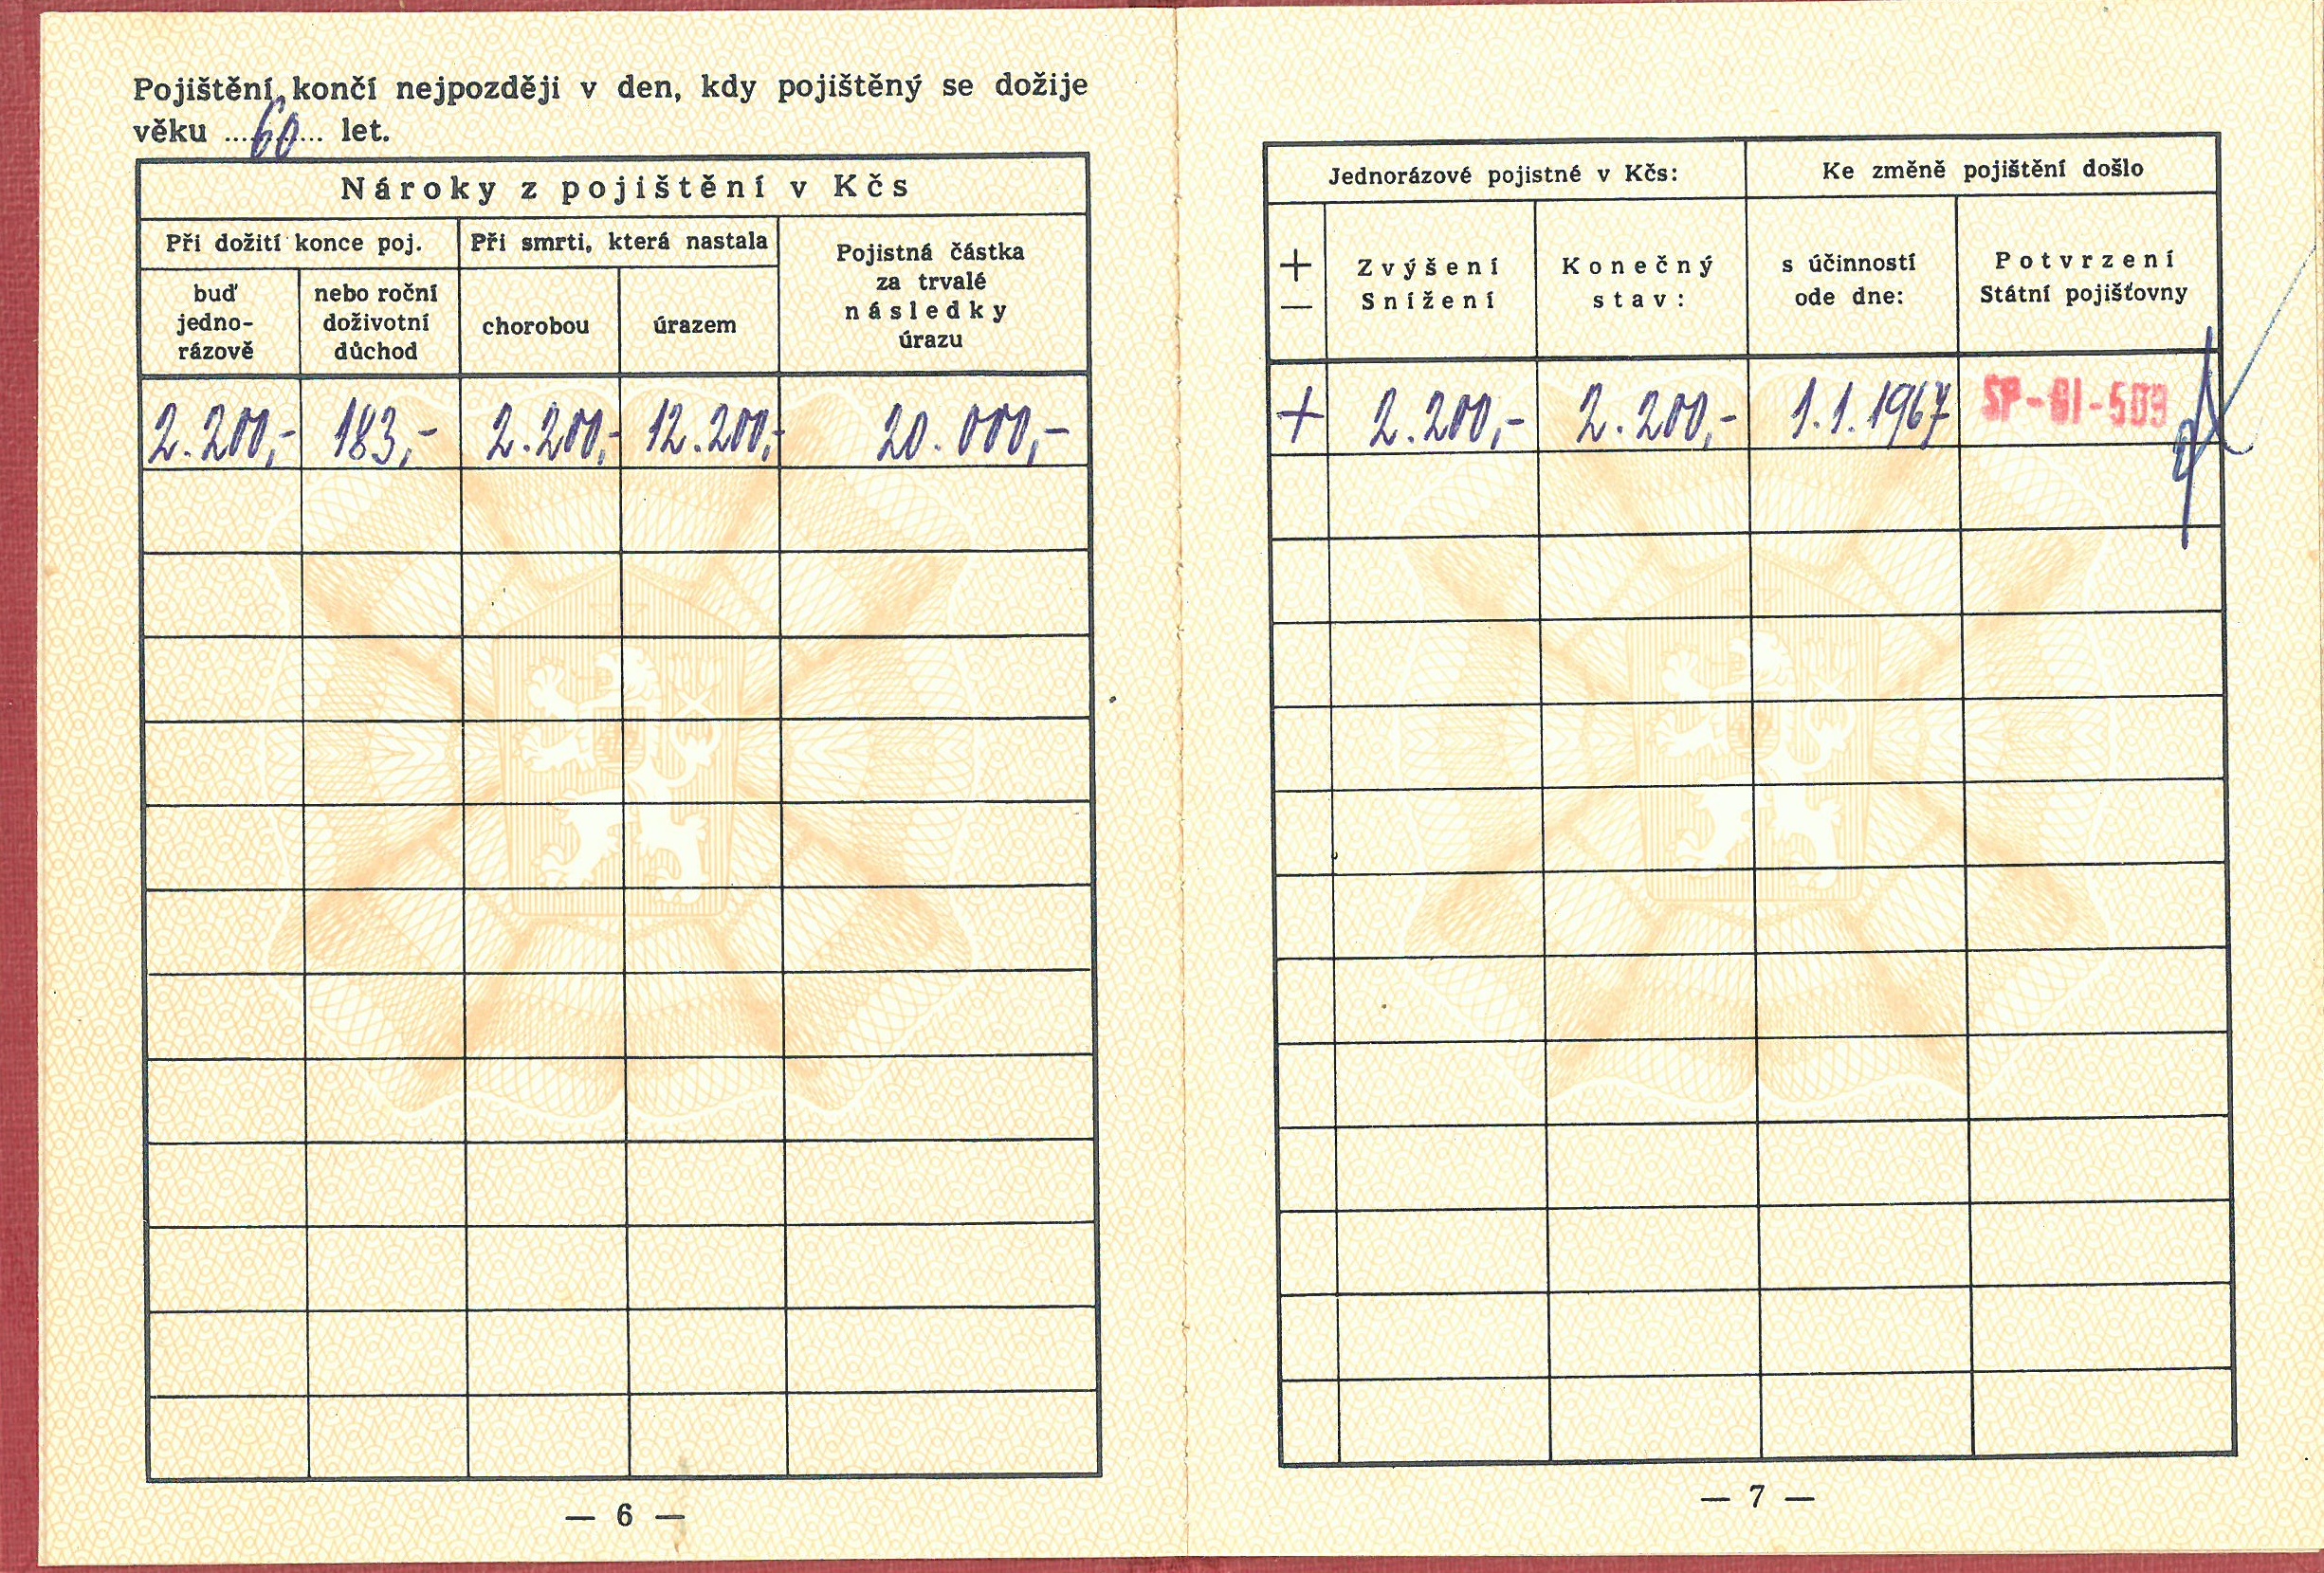 Pojištění končí nejpozději v den, kdy pojištěný se dožije
věku ...60... let.
Nároky z pojištění v Kčs
Při dožití konce poj.
Při smrti, která nastala
Pojistná částka
za trvalé
následky
úrazu
buď
jedno-
rázově
nebo roční
doživotní
důchod
chorobou
úrazem
2.200,- 183,- 2.200,- 12.200,- 20.000,-
— 6 —
Jednorázové pojistné v Kčs:
Ke změně pojištění došlo
+
—
Zvýšení
Snížení
Konečný
stav:
s účinností
ode dne:
Potvrzení
Státní pojišťovny
+ 2.200,- 2.200,- 1.1.1967
— 7 —